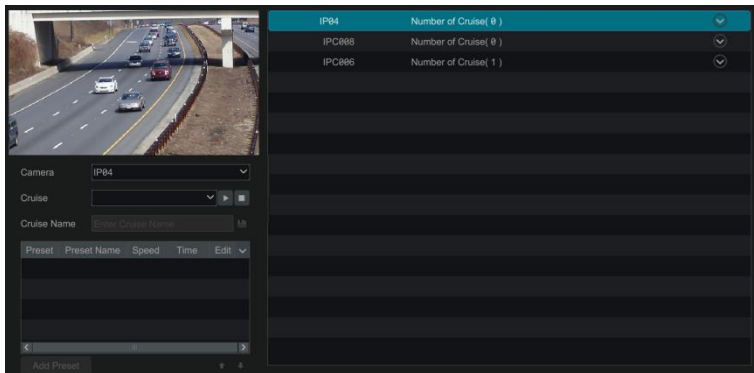 Camera IP04
Cruise
Cruise Name Enter Cruise Name
Preset Preset Name Speed Time Edit
Add Preset
IP04 Number of Cruise( 0 )
IPC008 Number of Cruise( 0 )
IPC006 Number of Cruise( 1 )